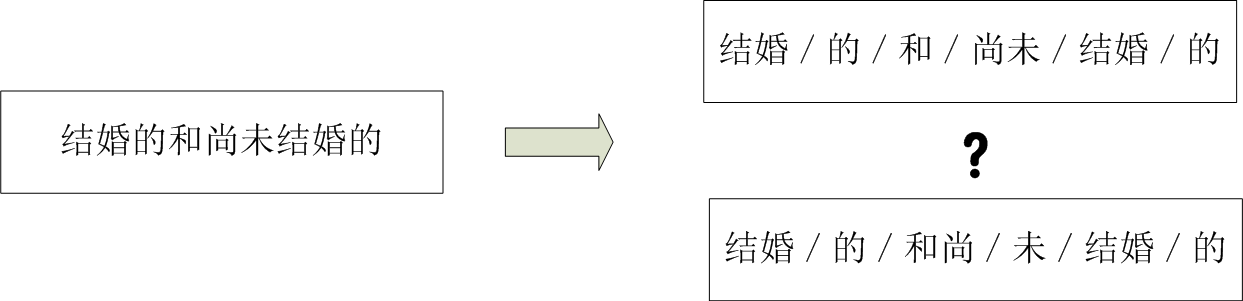 结婚的和尚未结婚的
结婚 / 的 / 和 / 尚未 / 结婚 / 的
?
结婚 / 的 / 和尚 / 未 / 结婚 / 的